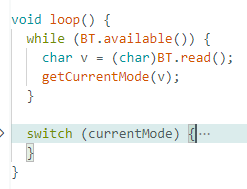 void loop() {
  while (BT.available()) {
    char v = (char)BT.read();
    getCurrentMode(v);
  }

  switch (currentMode) {···
  }
}